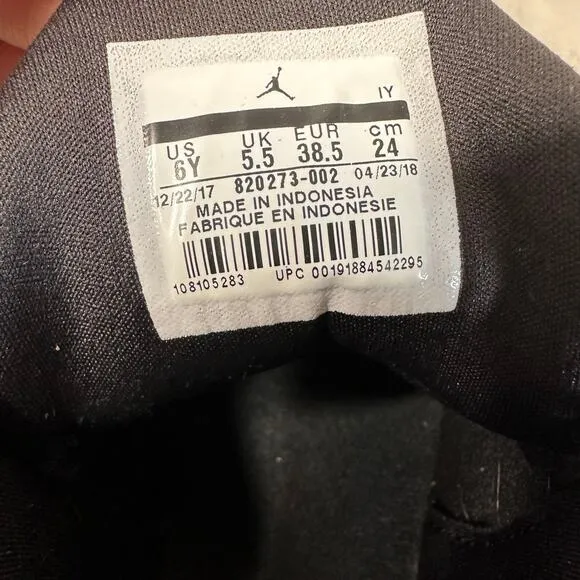 IY
US UK EUR cm
6Y 5.5 38.5 24
12/22/17 820273-002 04/23/18
MADE IN INDONESIA
FABRIQUE EN INDONESIE
108105283 UPC 00191884542295